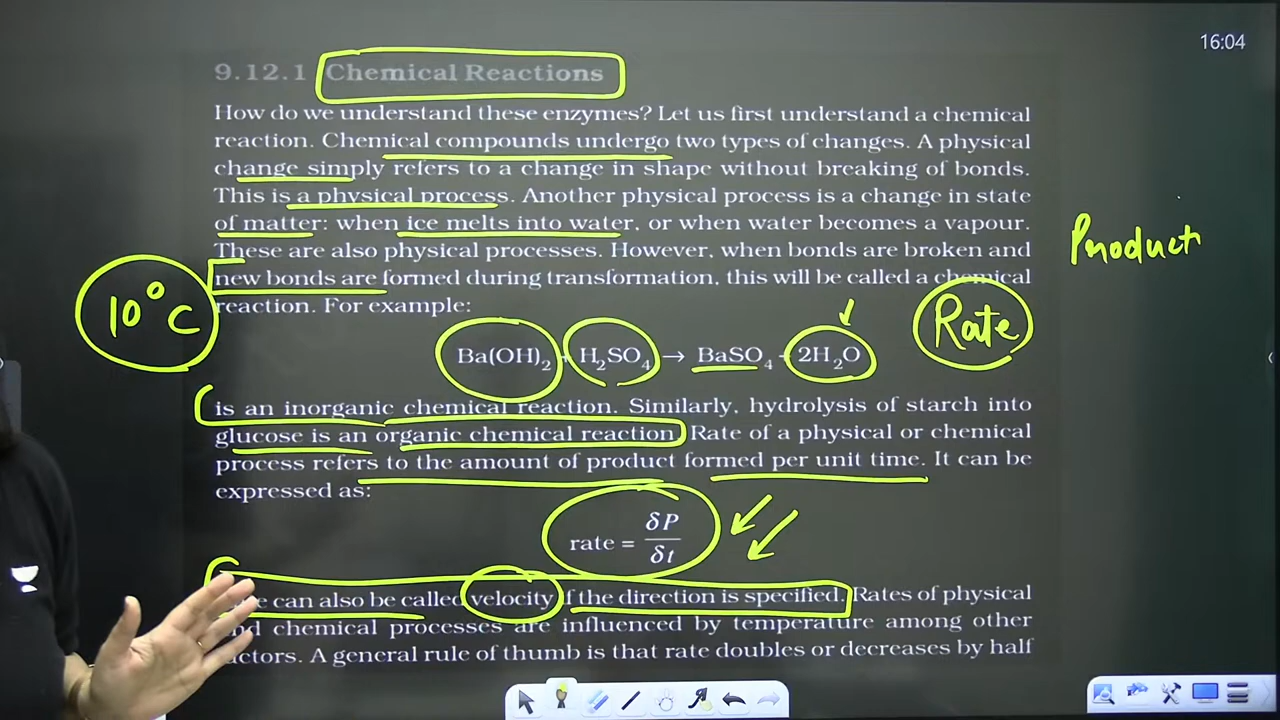 16:04
9.12.1 Chemical Reactions
How do we understand these enzymes? Let us first understand a chemical
reaction. Chemical compounds undergo two types of changes. A physical
change simply refers to a change in shape without breaking of bonds.
This is a physical process. Another physical process is a change in state
of matter: when ice melts into water, or when water becomes a vapour.
These are also physical processes. However, when bonds are broken and
new bonds are formed during transformation, this will be called a chemical
reaction. For example:
Product
10°C
Rate
Ba(OH)₂ + H₂SO₄ → BaSO₄ + 2H₂O
is an inorganic chemical reaction. Similarly, hydrolysis of starch into
glucose is an organic chemical reaction. Rate of a physical or chemical
process refers to the amount of product formed per unit time. It can be
expressed as:
rate = δP/δt
can also be called velocity if the direction is specified. Rates of physical
and chemical processes are influenced by temperature among other
factors. A general rule of thumb is that rate doubles or decreases by half